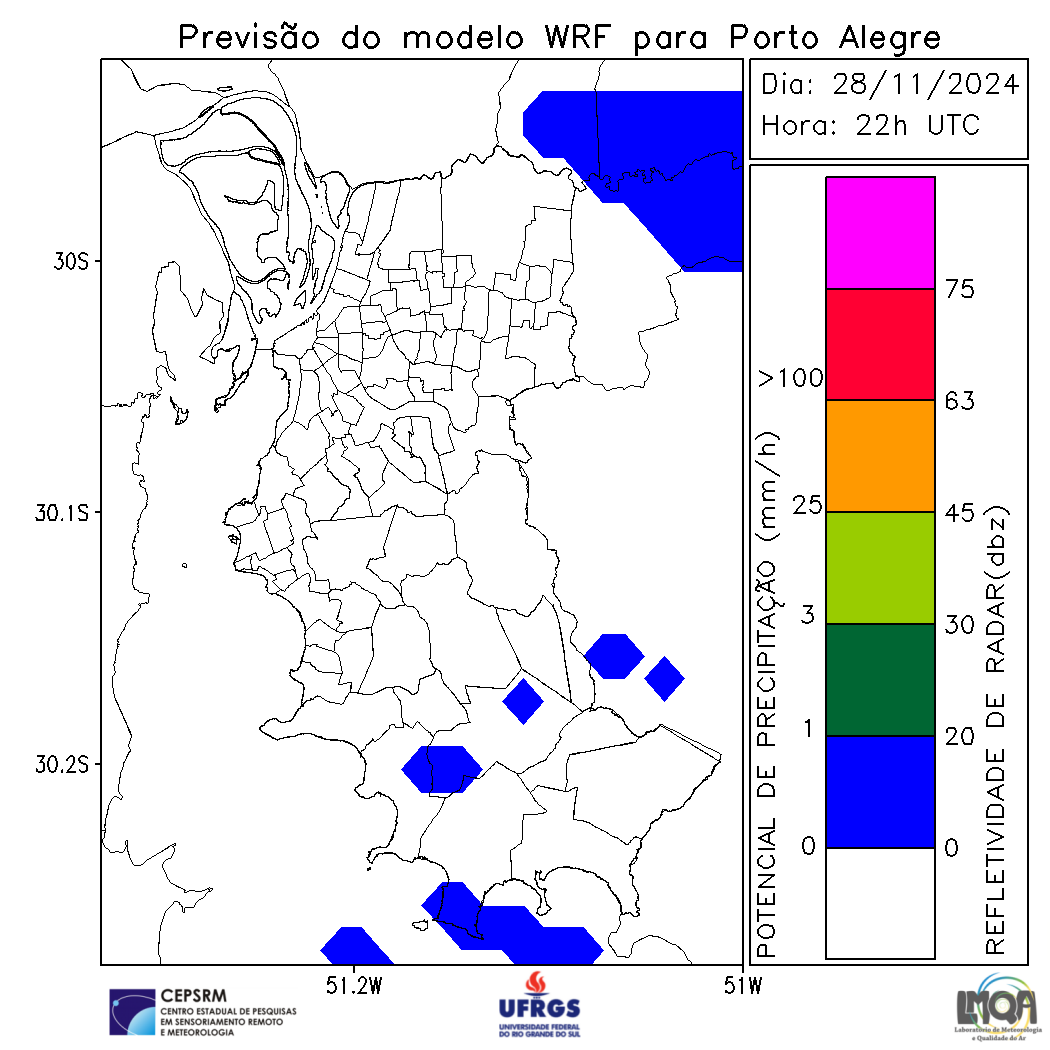 Previsão do modelo WRF para Porto Alegre
Dia: 28/11/2024
Hora: 22h UTC
30S
30.1S
30.2S
51.2W
51W
POTENCIAL DE PRECIPITAÇÃO (mm/h)
>100
25
3
1
0
75
63
45
30
20
0
REFLETIVIDADE DE RADAR(dbz)
CEPSRM
CENTRO ESTADUAL DE PESQUISAS
EM SENSORIAMENTO REMOTO
E METEOROLOGIA
UFRGS
UNIVERSIDADE FEDERAL
DO RIO GRANDE DO SUL
LMQA
Laboratório de Meteorologia
e Qualidade do Ar